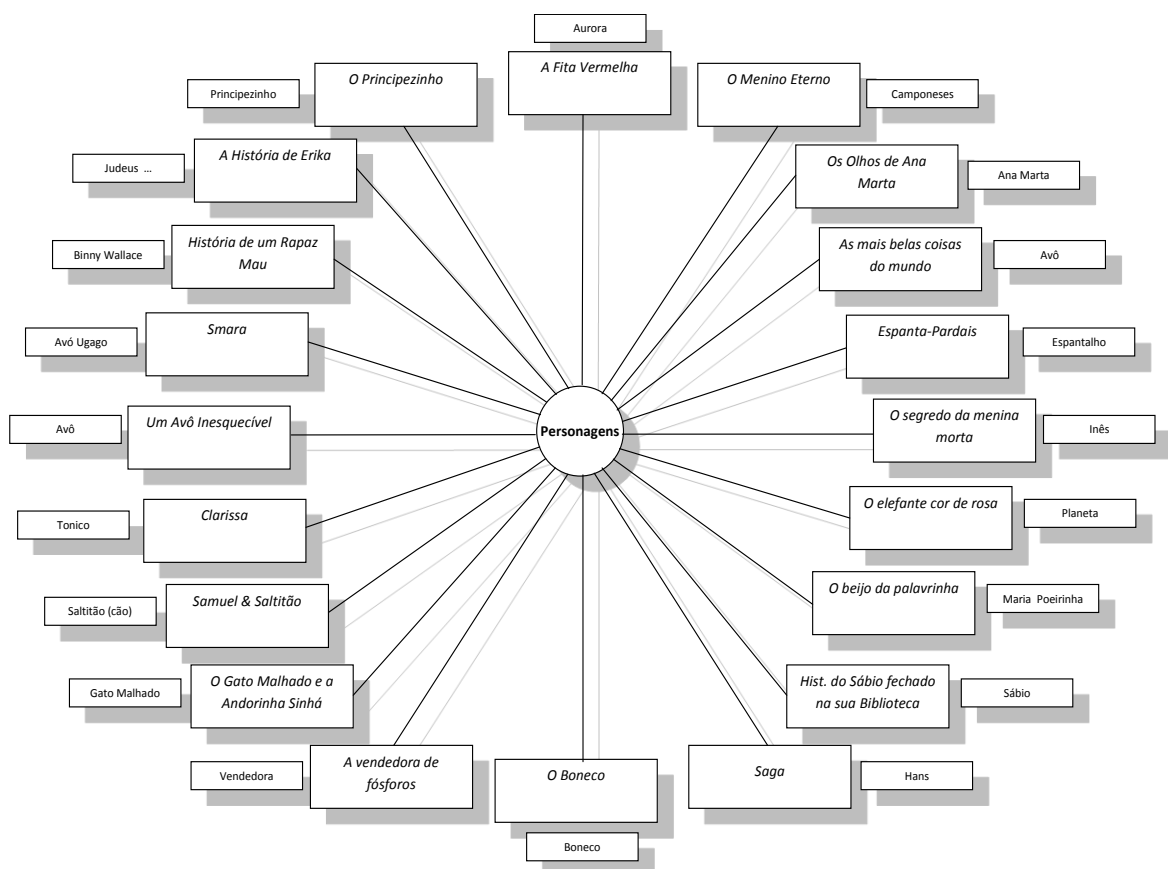 Aurora
A Fita Vermelha
O Principezinho
Principezinho
O Menino Eterno
Camponeses
A História de Erika
Judeus ...
Os Olhos de Ana
Marta
Ana Marta
História de um Rapaz
Mau
Binny Wallace
As mais belas coisas
do mundo
Avô
Smara
Avó Ugago
Espanta-Pardais
Espantalho
Um Avô Inesquecível
Avô
Personagens
O segredo da menina
morta
Inês
Clarissa
Tonico
O elefante cor de rosa
Planeta
Samuel & Saltitão
Saltitão (cão)
O beijo da palavrinha
Maria Poeirinha
O Gato Malhado e a
Andorinha Sinhá
Gato Malhado
Hist. do Sábio fechado
na sua Biblioteca
Sábio
A vendedora de
fósforos
Vendedora
O Boneco
Boneco
Saga
Hans